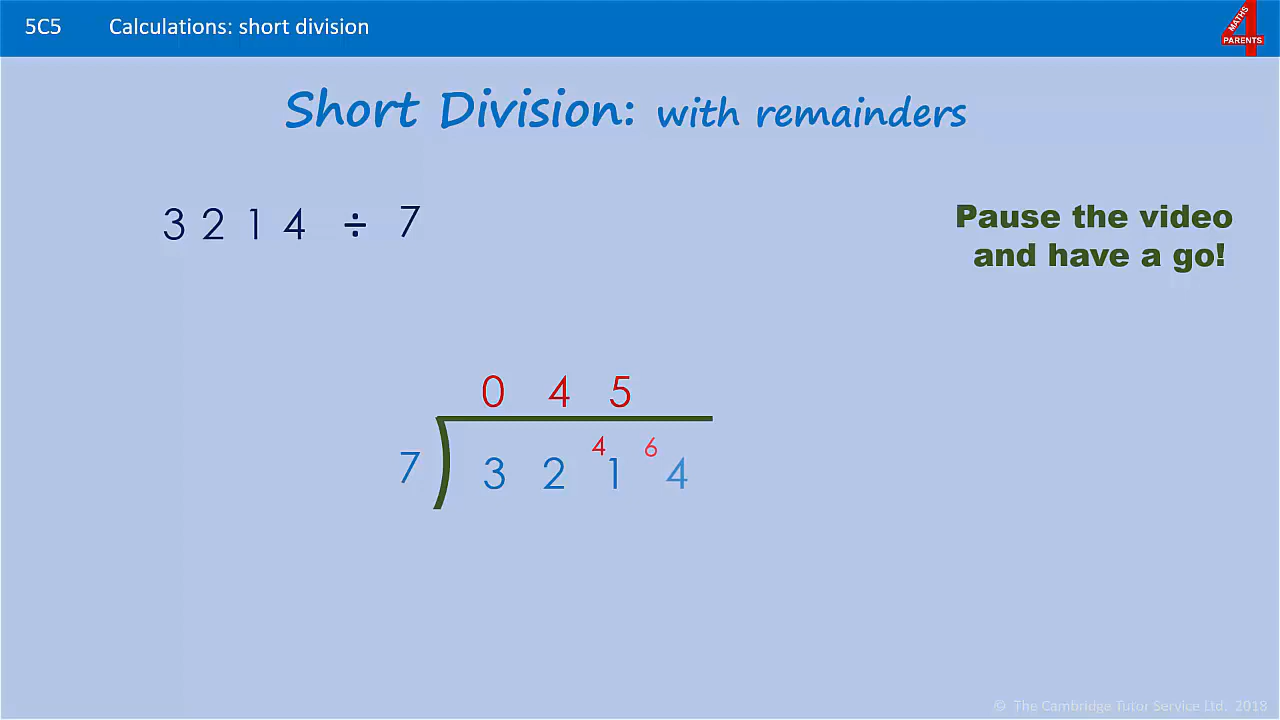 5C5 Calculations: short division
MATHS
4
PARENTS
Short Division: with remainders
3 2 1 4 ÷ 7
Pause the video
and have a go!
0 4 5
4 6
7 3 2 1 4
© The Cambridge Tutor Service Ltd. 2018